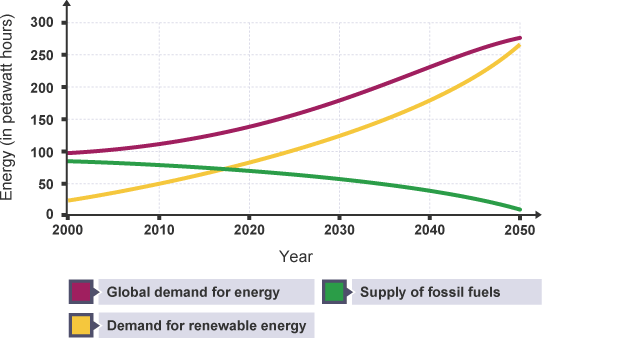 Energy (in petawatt hours)
300
250
200
150
100
50
0
2000 2010 2020 2030 2040 2050
Year
Global demand for energy
Supply of fossil fuels
Demand for renewable energy